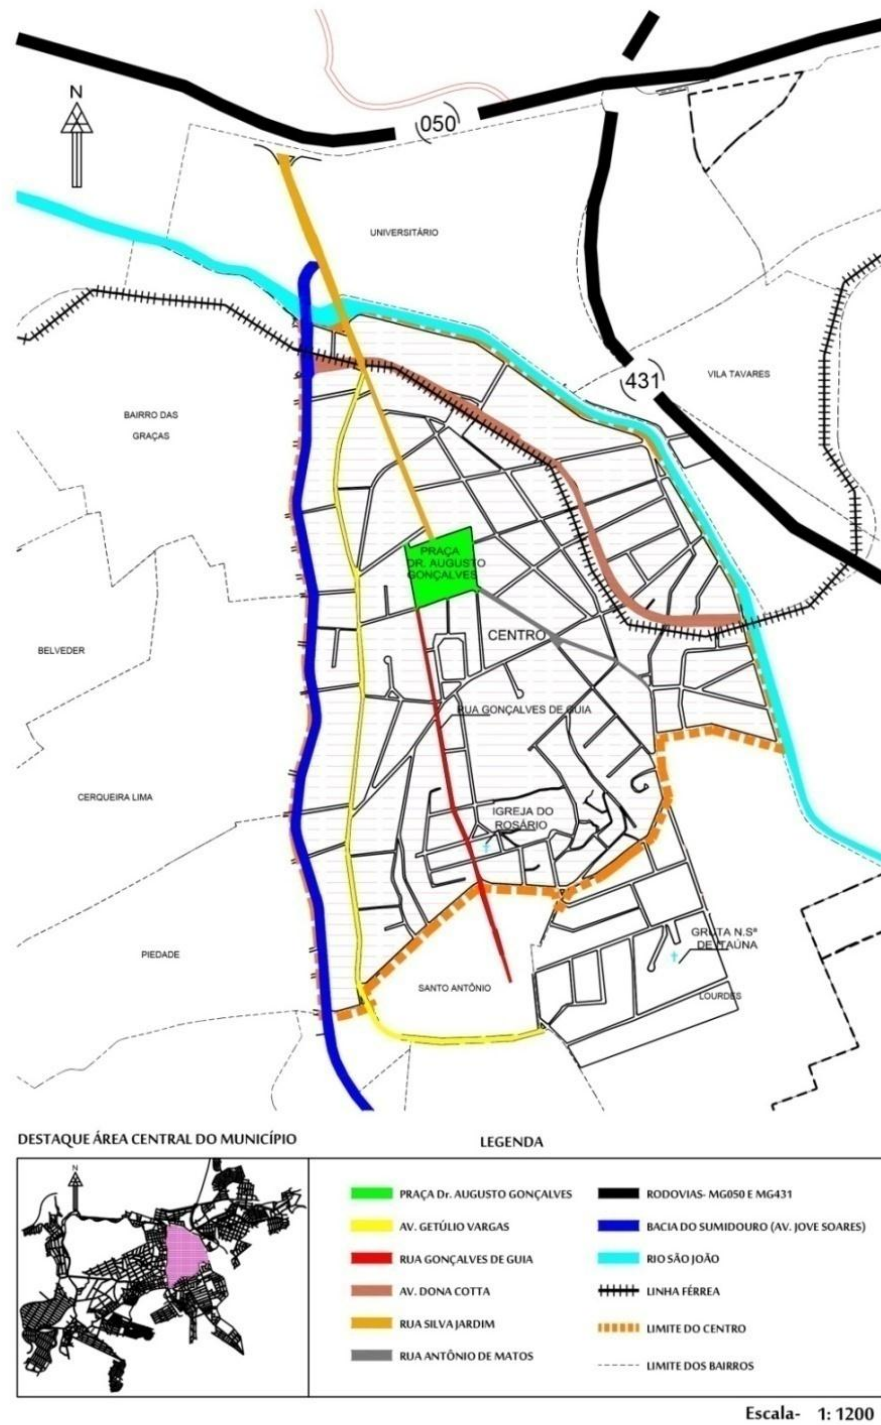 N
050
UNIVERSITÁRIO
431
VILA TAVARES
BAIRRO DAS
GRAÇAS
PRAÇA
DR. AUGUSTO
GONÇALVES
CENTRO
BELVEDER
RUA GONÇALVES DE GUIA
CERQUEIRA LIMA
IGREJA DO
ROSÁRIO
GRUTA N.Sª
DE ITAÚNA
PIEDADE
SANTO ANTÔNIO
LOURDES
DESTAQUE ÁREA CENTRAL DO MUNICÍPIO
LEGENDA
N
PRAÇA Dr. AUGUSTO GONÇALVES
AV. GETÚLIO VARGAS
RUA GONÇALVES DE GUIA
AV. DONA COTTA
RUA SILVA JARDIM
RUA ANTÔNIO DE MATOS
RODOVIAS- MG050 E MG431
BACIA DO SUMIDOURO (AV. JOVE SOARES)
RIO SÃO JOÃO
LINHA FÉRREA
LIMITE DO CENTRO
LIMITE DOS BAIRROS
Escala- 1: 1200